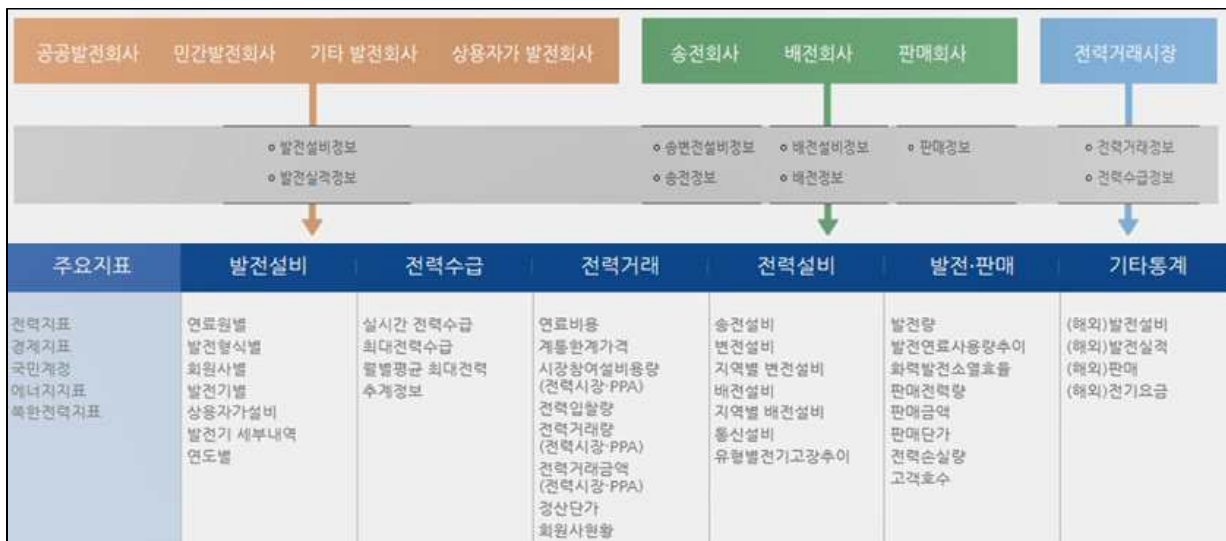 공공발전회사 민간발전회사 기타 발전회사 상용자가 발전회사 송전회사 배전회사 판매회사 전력거래시장
∘ 발전설비정보 ∘ 송변전설비정보 ∘ 배전설비정보 ∘ 판매정보 ∘ 전력거래정보
∘ 발전실적정보 ∘ 송전정보 ∘ 배전정보 ∘ 전력수급정보
주요지표 발전설비 전력수급 전력거래 전력설비 발전·판매 기타통계
전력지표
경제지표
국민계정
에너지지표
북한전력지표
연료원별
발전형식별
회원사별
발전기별
상용자가설비
발전기 세부내역
연도별
실시간 전력수급
최대전력수급
월별평균 최대전력
추계정보
연료비용
계통한계가격
시장참여설비용량
(전력시장·PPA)
전력입찰량
전력거래량
(전력시장·PPA)
전력거래금액
(전력시장·PPA)
정산단가
회원사현황
송전설비
변전설비
지역별 변전설비
배전설비
지역별 배전설비
통신설비
유형별전기고장추이
발전량
발전연료사용량추이
화력발전소열효율
판매전력량
판매금액
판매단가
전력손실량
고객호수
(해외)발전설비
(해외)발전실적
(해외)판매
(해외)전기요금